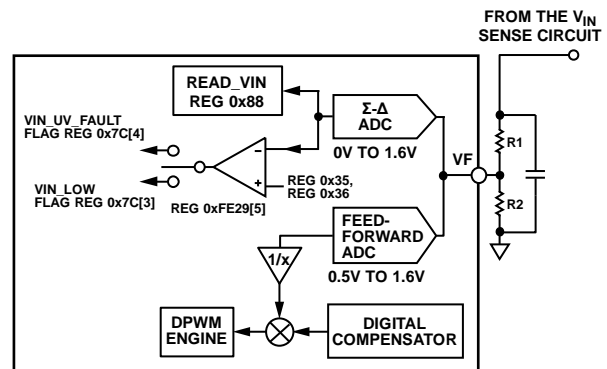 FROM THE VIN
SENSE CIRCUIT
READ_VIN
REG 0x88
Σ-Δ
ADC
0V TO 1.6V
VIN_UV_FAULT
FLAG REG 0x7C[4]
VIN_LOW
FLAG REG 0x7C[3]
–
+
REG 0x35,
REG 0x36
REG 0xFE29[5]
VF
R1
R2
FEED-
FORWARD
ADC
0.5V TO 1.6V
1/x
DPWM
ENGINE
DIGITAL
COMPENSATOR